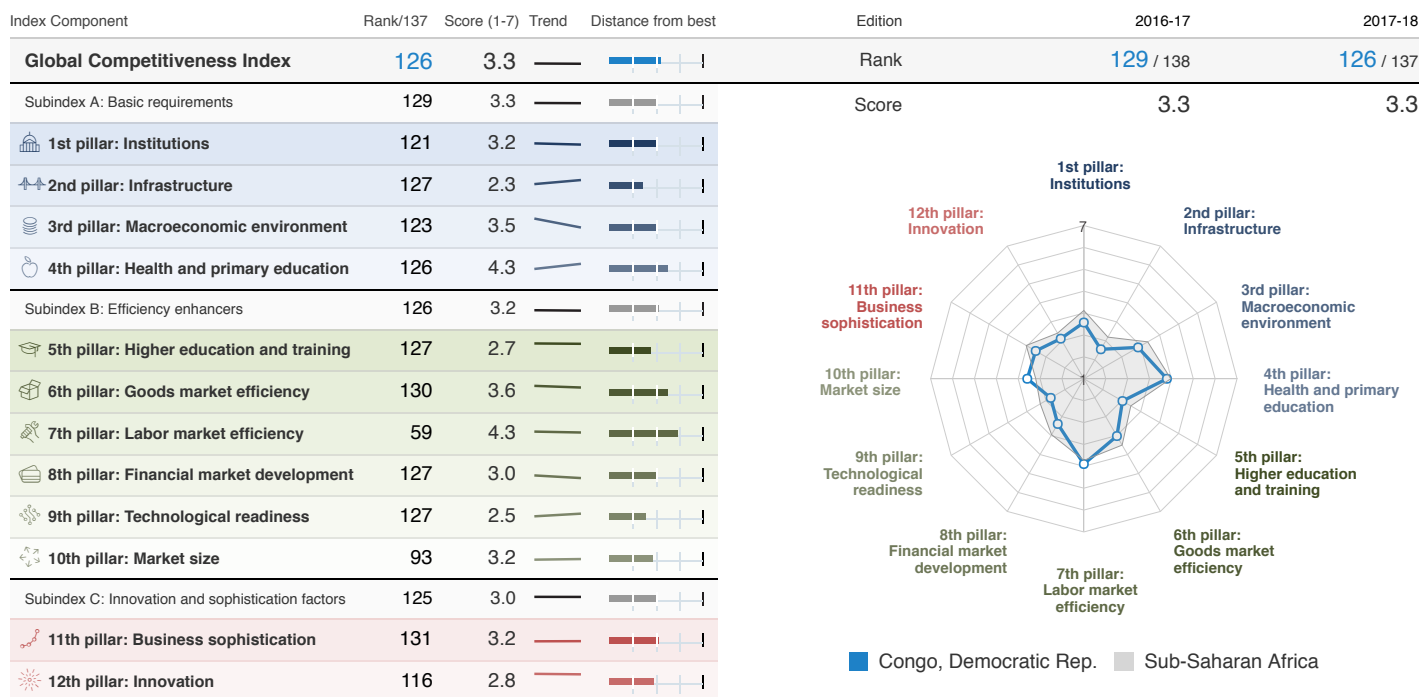 Index Component Rank/137 Score (1-7) Trend Distance from best
Global Competitiveness Index 126 3.3
Subindex A: Basic requirements 129 3.3
1st pillar: Institutions 121 3.2
2nd pillar: Infrastructure 127 2.3
3rd pillar: Macroeconomic environment 123 3.5
4th pillar: Health and primary education 126 4.3
Subindex B: Efficiency enhancers 126 3.2
5th pillar: Higher education and training 127 2.7
6th pillar: Goods market efficiency 130 3.6
7th pillar: Labor market efficiency 59 4.3
8th pillar: Financial market development 127 3.0
9th pillar: Technological readiness 127 2.5
10th pillar: Market size 93 3.2
Subindex C: Innovation and sophistication factors 125 3.0
11th pillar: Business sophistication 131 3.2
12th pillar: Innovation 116 2.8
Edition 2016-17 2017-18
Rank 129 / 138 126 / 137
Score 3.3 3.3
1st pillar:
Institutions
2nd pillar:
Infrastructure
3rd pillar:
Macroeconomic
environment
4th pillar:
Health and primary
education
5th pillar:
Higher education
and training
6th pillar:
Goods market
efficiency
7th pillar:
Labor market
efficiency
8th pillar:
Financial market
development
9th pillar:
Technological
readiness
10th pillar:
Market size
11th pillar:
Business
sophistication
12th pillar:
Innovation
7
1
Congo, Democratic Rep. Sub-Saharan Africa